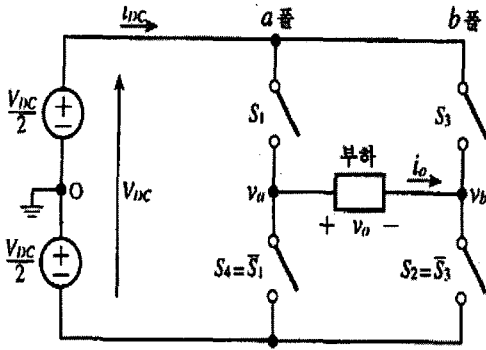 i_DC
a 폴
b 폴
V_DC/2
+
−
S_1
S_3
V_DC
부하
i_o
O
v_a
v_b
+ v_o −
V_DC/2
+
−
S_4=S̅_1
S_2=S̅_3